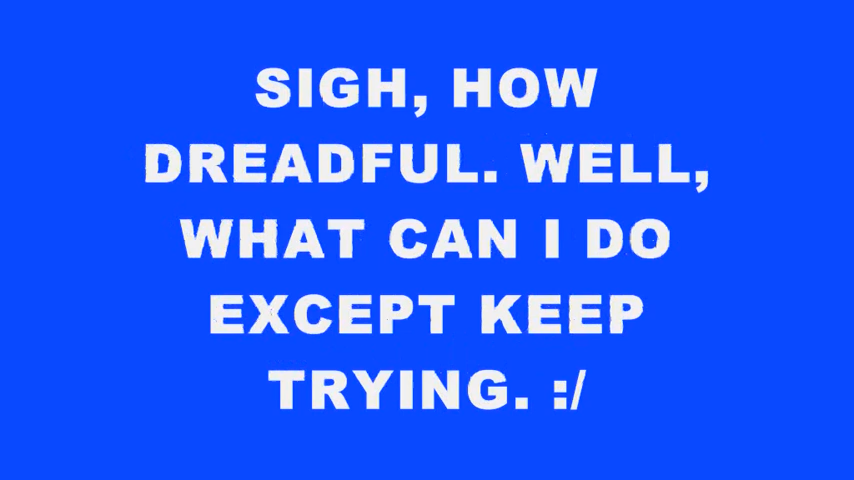 SIGH, HOW
DREADFUL. WELL,
WHAT CAN I DO
EXCEPT KEEP
TRYING. :/